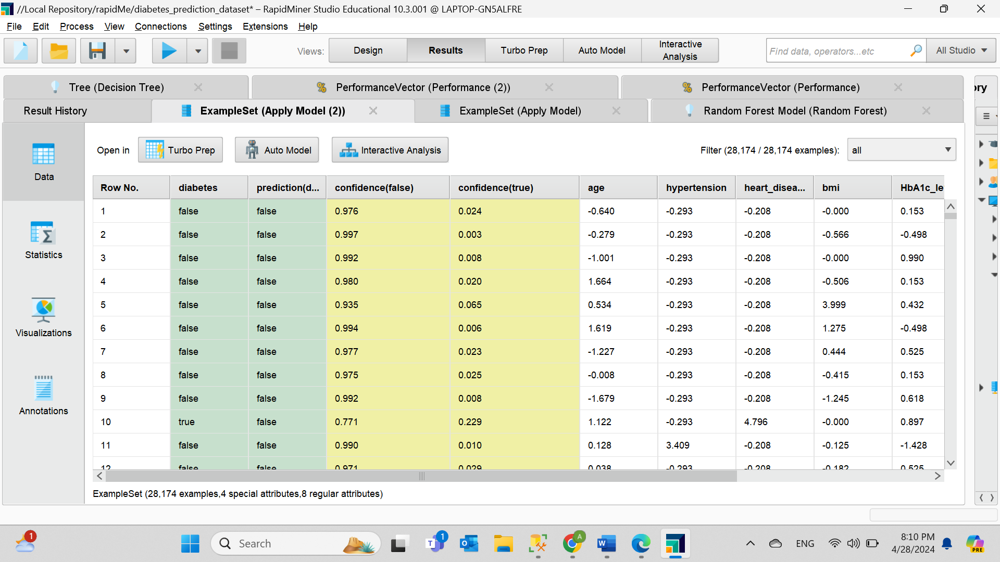 //Local Repository/rapidMe/diabetes_prediction_dataset* – RapidMiner Studio Educational 10.3.001 @ LAPTOP-GN5ALFRE
File Edit Process View Connections Settings Extensions Help
Views: Design Results Turbo Prep Auto Model Interactive Analysis
Find data, operators...etc All Studio
Tree (Decision Tree) PerformanceVector (Performance (2)) PerformanceVector (Performance) ory
Result History ExampleSet (Apply Model (2)) ExampleSet (Apply Model) Random Forest Model (Random Forest)
Data
Statistics
Visualizations
Annotations
Open in Turbo Prep Auto Model Interactive Analysis Filter (28,174 / 28,174 examples): all
Row No. diabetes prediction(d... confidence(false) confidence(true) age hypertension heart_disea... bmi HbA1c_le
1 false false 0.976 0.024 -0.640 -0.293 -0.208 -0.000 0.153
2 false false 0.997 0.003 -0.279 -0.293 -0.208 -0.566 -0.498
3 false false 0.992 0.008 -1.001 -0.293 -0.208 -0.000 0.990
4 false false 0.980 0.020 1.664 -0.293 -0.208 -0.506 0.153
5 false false 0.935 0.065 0.534 -0.293 -0.208 3.999 0.432
6 false false 0.994 0.006 1.619 -0.293 -0.208 1.275 -0.498
7 false false 0.977 0.023 -1.227 -0.293 -0.208 0.444 0.525
8 false false 0.975 0.025 -0.008 -0.293 -0.208 -0.415 0.153
9 false false 0.992 0.008 -1.679 -0.293 -0.208 -1.245 0.618
10 true false 0.771 0.229 1.122 -0.293 4.796 -0.000 0.897
11 false false 0.990 0.010 0.128 3.409 -0.208 -0.125 -1.428
12 false false 0.971 0.029 0.038 -0.293 -0.208 -0.182 0.525
ExampleSet (28,174 examples,4 special attributes,8 regular attributes)
1 Search 1 A ENG 8:10 PM
4/28/2024 PRE